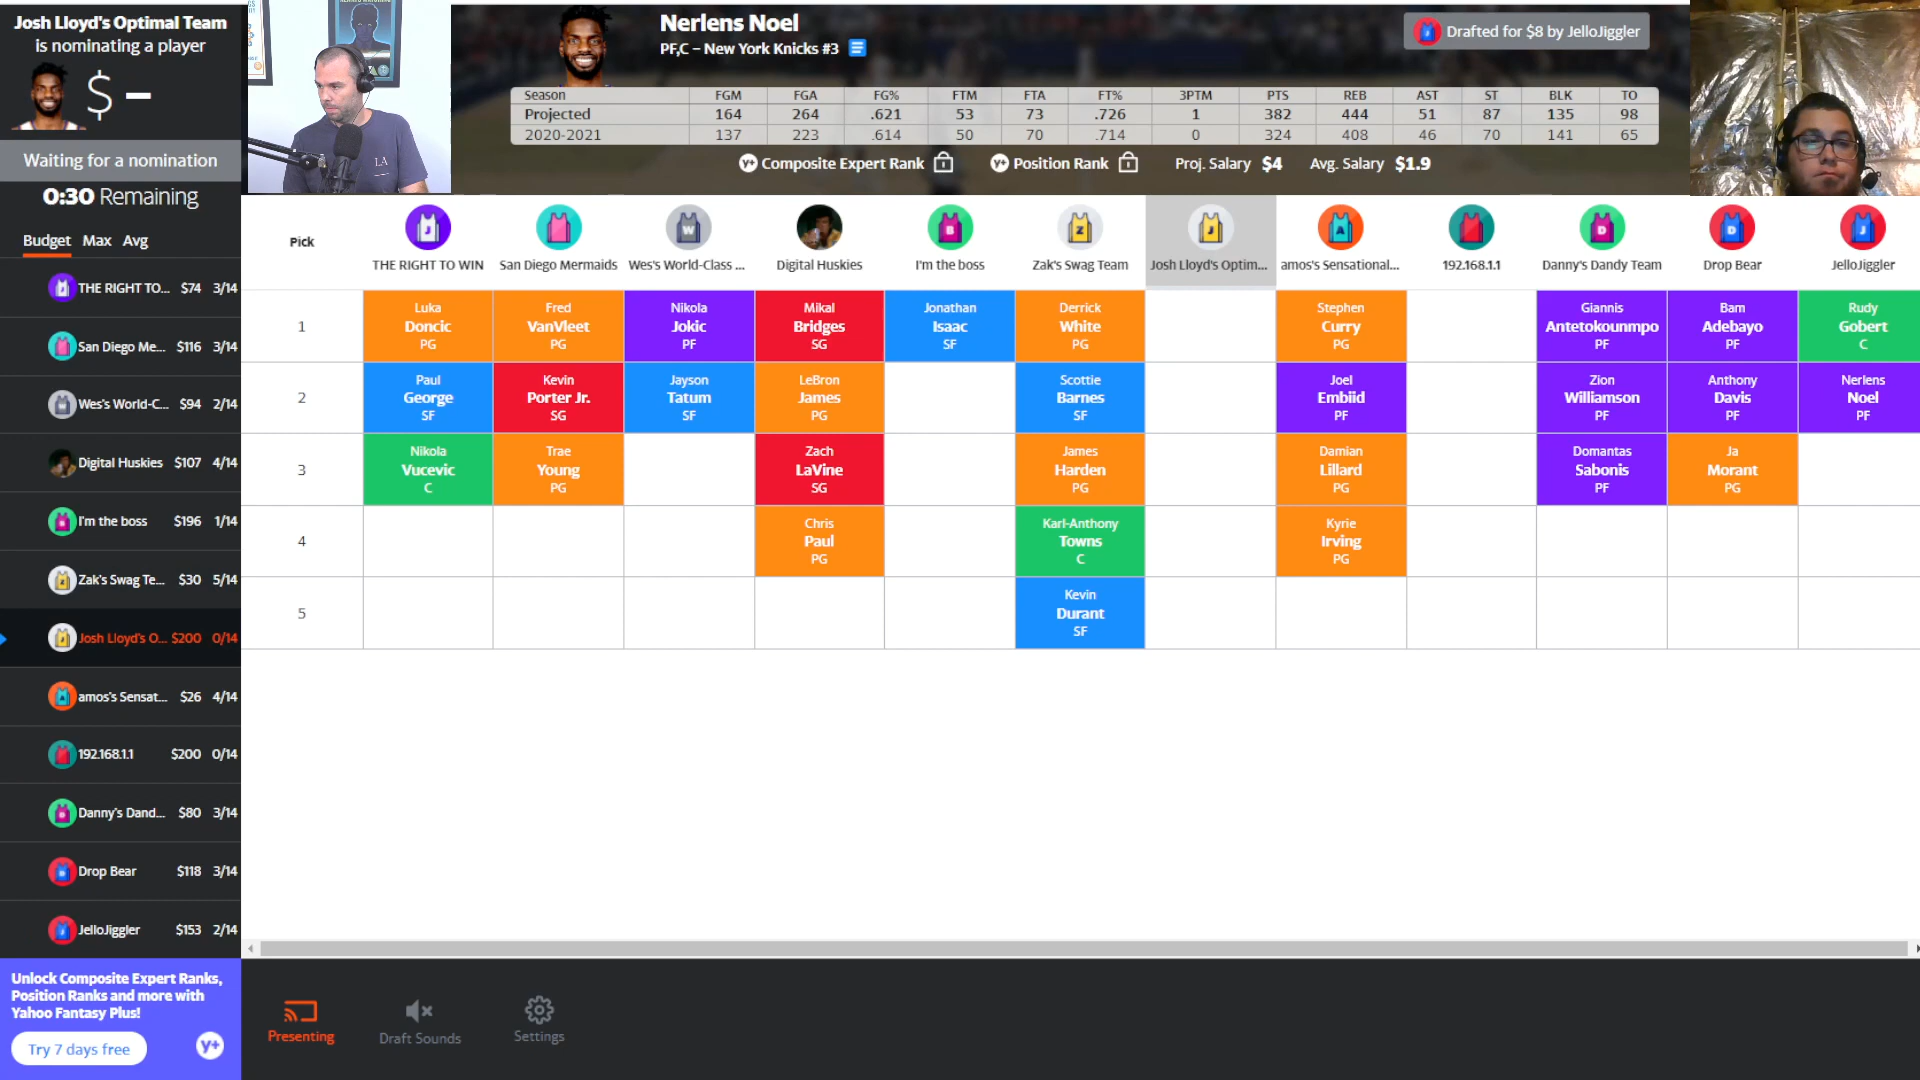 Josh Lloyd's Optimal Team
is nominating a player
$ –
Waiting for a nomination
0:30 Remaining
Budget Max Avg
THE RIGHT TO... $74 3/14
San Diego Me... $116 3/14
Wes's World-C... $94 2/14
Digital Huskies $107 4/14
I'm the boss $196 1/14
Zak's Swag Te... $30 5/14
Josh Lloyd's O... $200 0/14
amos's Sensat... $26 4/14
192.168.1.1 $200 0/14
Danny's Dand... $80 3/14
Drop Bear $118 3/14
JelloJiggler $153 2/14
Unlock Composite Expert Ranks,
Position Ranks and more with
Yahoo Fantasy Plus!
Try 7 days free
y+
LA
Nerlens Noel
PF,C – New York Knicks #3
Drafted for $8 by JelloJiggler
Season FGM FGA FG% FTM FTA FT% 3PTM PTS REB AST ST BLK TO
Projected 164 264 .621 53 73 .726 1 382 444 51 87 135 98
2020-2021 137 223 .614 50 70 .714 0 324 408 46 70 141 65
y+ Composite Expert Rank y+ Position Rank Proj. Salary $4 Avg. Salary $1.9
Pick
J W B Z J A D D J
THE RIGHT TO WIN San Diego Mermaids Wes's World-Class ... Digital Huskies I'm the boss Zak's Swag Team Josh Lloyd's Optim... amos's Sensational... 192.168.1.1 Danny's Dandy Team Drop Bear JelloJiggler
1
Luka Fred Nikola Mikal Jonathan Derrick Stephen Giannis Bam Rudy
Doncic VanVleet Jokic Bridges Isaac White Curry Antetokounmpo Adebayo Gobert
PG PG PF SG SF PG PG PF PF C
2
Paul Kevin Jayson LeBron Scottie Joel Zion Anthony Nerlens
George Porter Jr. Tatum James Barnes Embiid Williamson Davis Noel
SF SG SF PG SF PF PF PF PF
3
Nikola Trae Zach James Damian Domantas Ja
Vucevic Young LaVine Harden Lillard Sabonis Morant
C PG SG PG PG PF PG
4
Chris Karl-Anthony Kyrie
Paul Towns Irving
PG C PG
5
Kevin
Durant
SF
Presenting Draft Sounds Settings